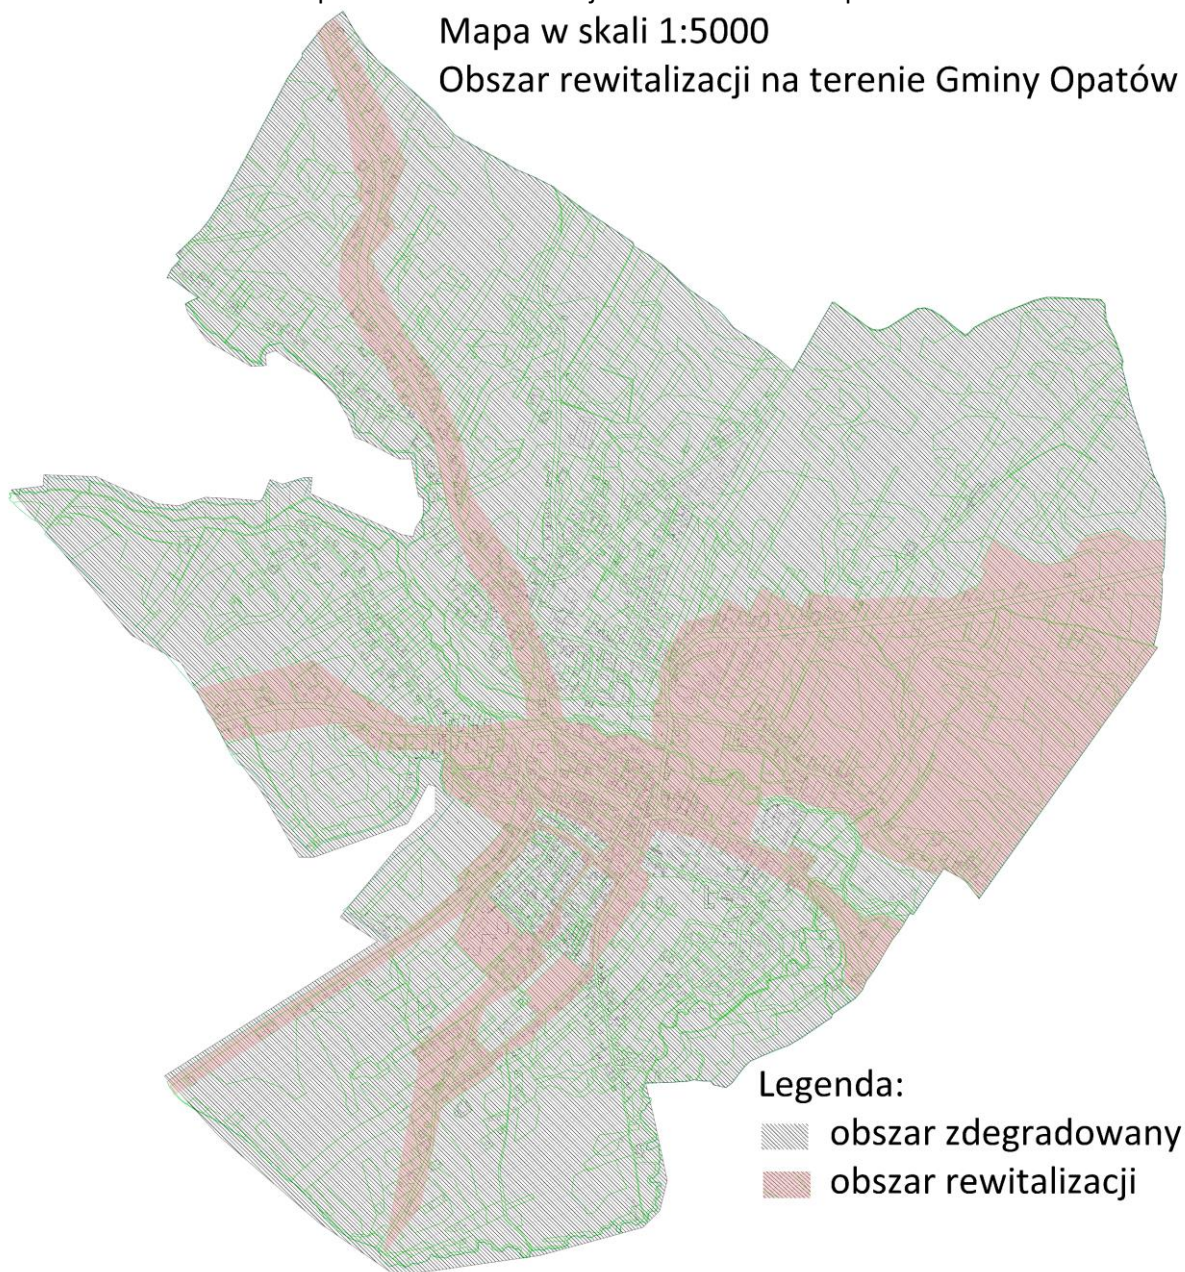 Mapa w skali 1:5000
Obszar rewitalizacji na terenie Gminy Opatów
Legenda:
obszar zdegradowany
obszar rewitalizacji